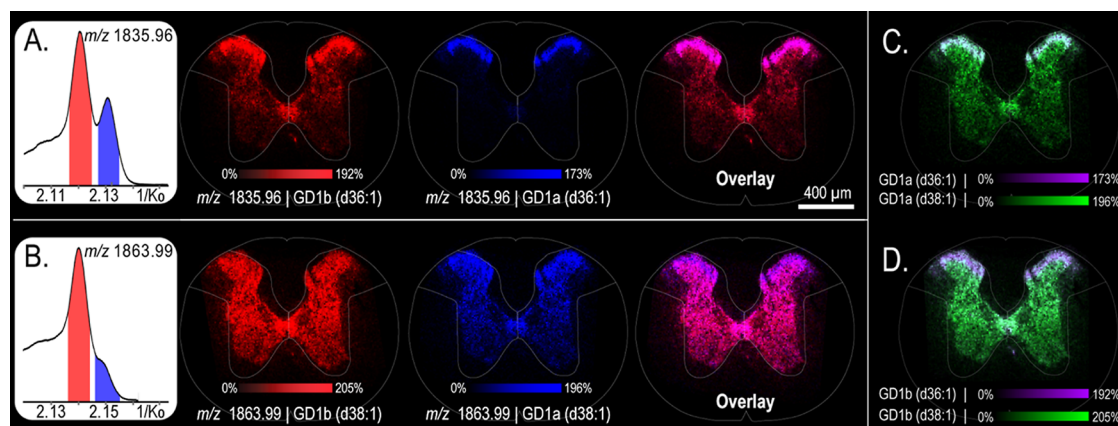 A.
m/z 1835.96
2.11 2.13 1/Ko
0% 192%
m/z 1835.96 | GD1b (d36:1)
0% 173%
m/z 1835.96 | GD1a (d36:1)
Overlay
400 µm
C.
GD1a (d36:1) | 0% 173%
GD1a (d38:1) | 0% 196%
B.
m/z 1863.99
2.13 2.15 1/Ko
0% 205%
m/z 1863.99 | GD1b (d38:1)
0% 196%
m/z 1863.99 | GD1a (d38:1)
Overlay
D.
GD1b (d36:1) | 0% 192%
GD1b (d38:1) | 0% 205%